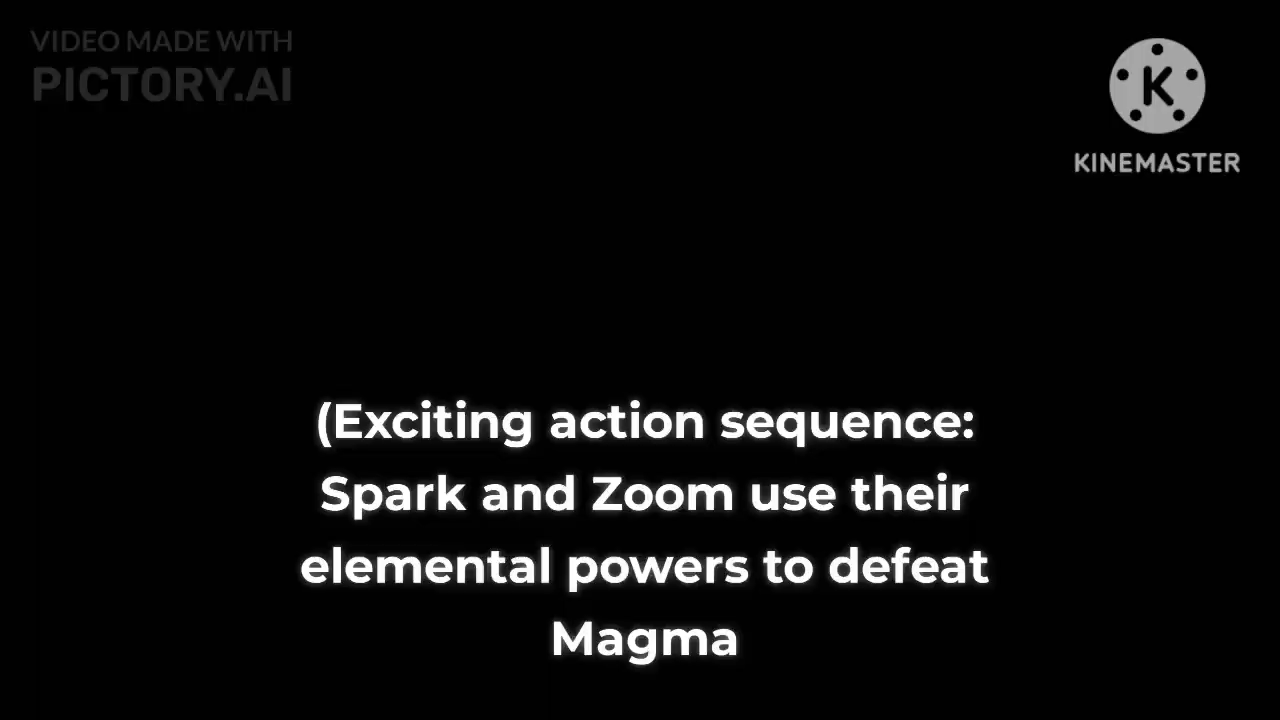 VIDEO MADE WITH
PICTORY.AI
K
KINEMASTER
(Exciting action sequence:
Spark and Zoom use their
elemental powers to defeat
Magma